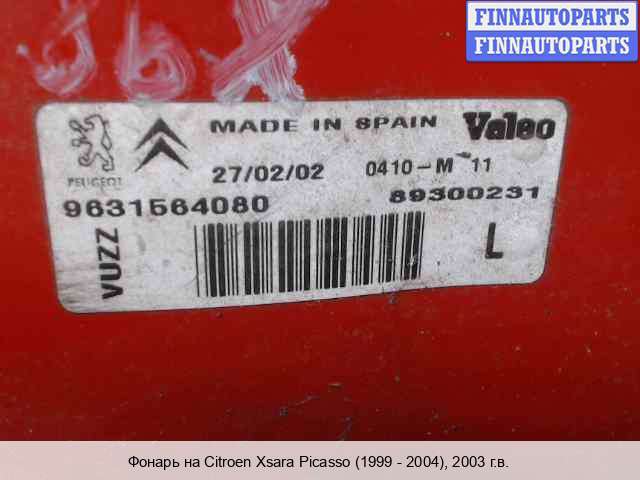 FINNAUTOPARTS
FINNAUTOPARTS
J6X
MADE IN SPAIN Valeo
PEUGEOT 27/02/02 0410-M 11
9631564080 89300231
VUZZ
L
Фонарь на Citroen Xsara Picasso (1999 - 2004), 2003 г.в.